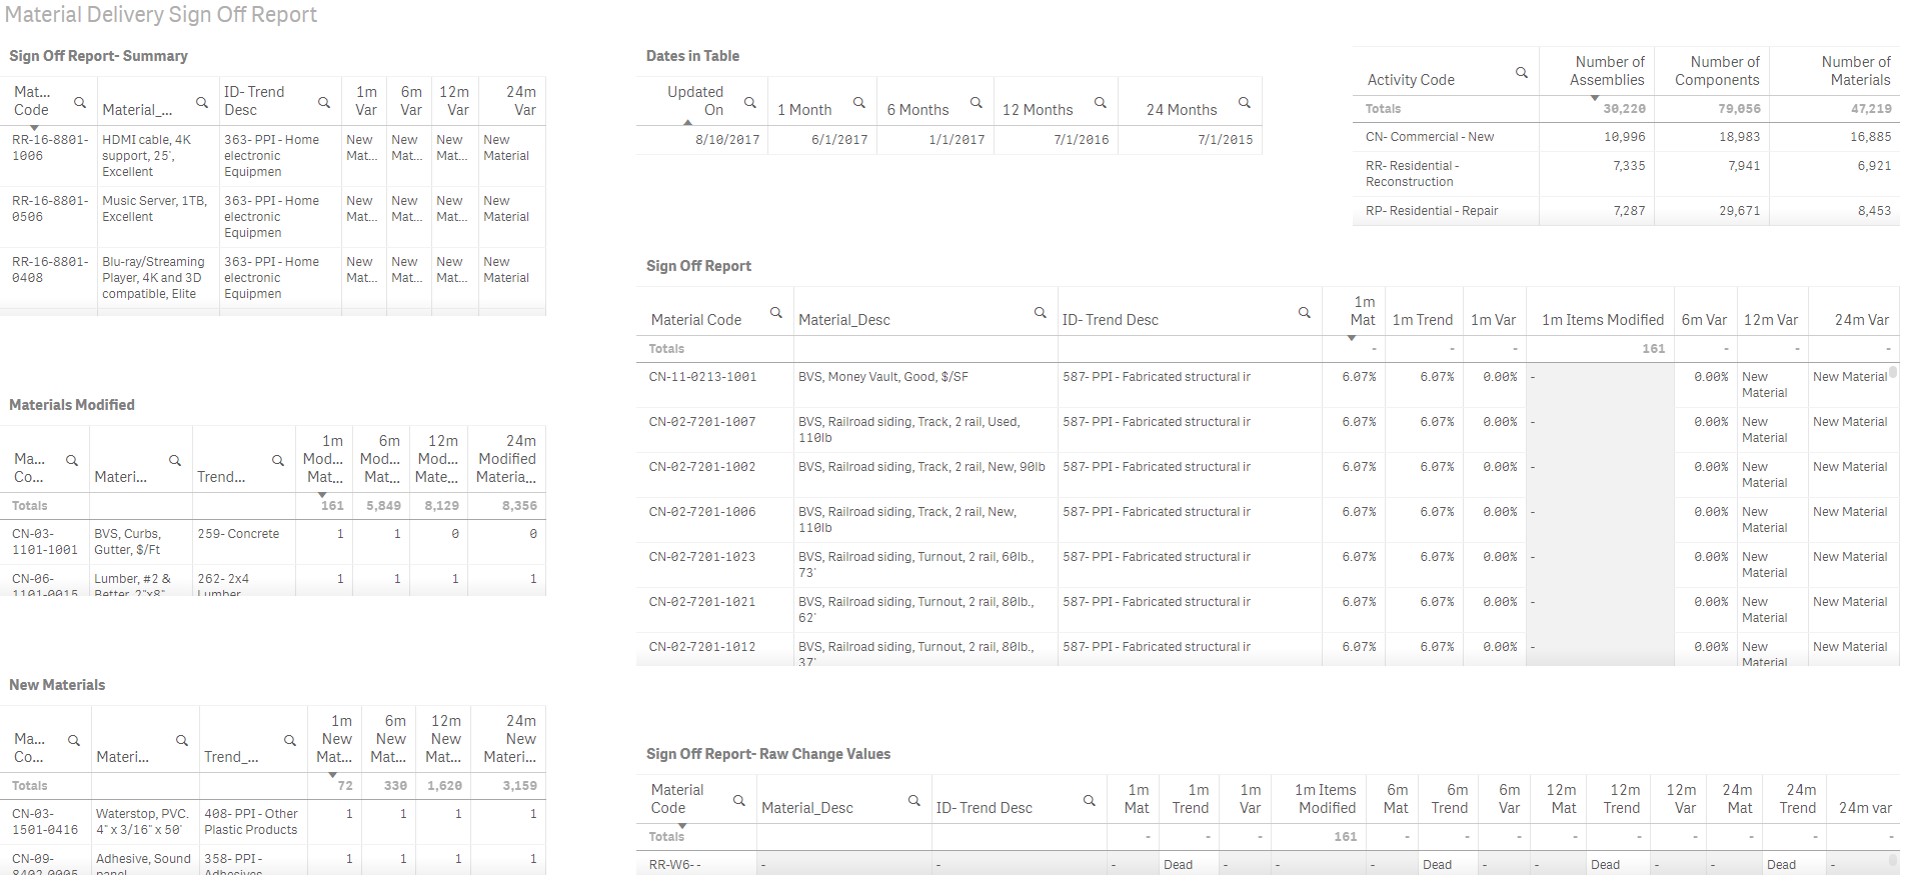 Material Delivery Sign Off Report
Sign Off Report- Summary
Mat... Code Material_... ID- Trend Desc 1m Var 6m Var 12m Var 24m Var
RR-16-8801-1006 HDMI cable, 4K support, 25', Excellent 363- PPI - Home electronic Equipmen New Mat... New Mat... New Mat... New Material
RR-16-8801-0506 Music Server, 1TB, Excellent 363- PPI - Home electronic Equipmen New Mat... New Mat... New Mat... New Material
RR-16-8801-0408 Blu-ray/Streaming Player, 4K and 3D compatible, Elite 363- PPI - Home electronic Equipmen New Mat... New Mat... New Mat... New Material
Materials Modified
Ma... Co... Materi... Trend... 1m Mod... Mat... 6m Mod... Mat... 12m Mod... Mate... 24m Modified Materia...
Totals 161 5,849 8,129 8,356
CN-03-1101-1001 BVS, Curbs, Gutter, $/Ft 259- Concrete 1 1 0 0
CN-06-1101-0015 Lumber, #2 & Better, 2"x8" 262- 2x4 Lumber 1 1 1 1
New Materials
Ma... Co... Materi... Trend_... 1m New Mat... 6m New Mat... 12m New Mat... 24m New Materi...
Totals 72 330 1,620 3,159
CN-03-1501-0416 Waterstop, PVC. 4" x 3/16" x 50' 408- PPI - Other Plastic Products 1 1 1 1
CN-09-8402-0005 Adhesive, Sound panel 358- PPI - Adhesives 1 1 1 1
Dates in Table
Updated On 1 Month 6 Months 12 Months 24 Months
8/10/2017 6/1/2017 1/1/2017 7/1/2016 7/1/2015
Activity Code Number of Assemblies Number of Components Number of Materials
Totals 30,220 79,056 47,219
CN- Commercial - New 10,996 18,983 16,885
RR- Residential - Reconstruction 7,335 7,941 6,921
RP- Residential - Repair 7,287 29,671 8,453
Sign Off Report
Material Code Material_Desc ID- Trend Desc 1m Mat 1m Trend 1m Var 1m Items Modified 6m Var 12m Var 24m Var
Totals - - - 161 - - -
CN-11-0213-1001 BVS, Money Vault, Good, $/SF 587- PPI - Fabricated structural ir 6.07% 6.07% 0.00% - 0.00% New Material New Material
CN-02-7201-1007 BVS, Railroad siding, Track, 2 rail, Used, 110lb 587- PPI - Fabricated structural ir 6.07% 6.07% 0.00% - 0.00% New Material New Material
CN-02-7201-1002 BVS, Railroad siding, Track, 2 rail, New, 90lb 587- PPI - Fabricated structural ir 6.07% 6.07% 0.00% - 0.00% New Material New Material
CN-02-7201-1006 BVS, Railroad siding, Track, 2 rail, New, 110lb 587- PPI - Fabricated structural ir 6.07% 6.07% 0.00% - 0.00% New Material New Material
CN-02-7201-1023 BVS, Railroad siding, Turnout, 2 rail, 60lb., 73' 587- PPI - Fabricated structural ir 6.07% 6.07% 0.00% - 0.00% New Material New Material
CN-02-7201-1021 BVS, Railroad siding, Turnout, 2 rail, 80lb., 62' 587- PPI - Fabricated structural ir 6.07% 6.07% 0.00% - 0.00% New Material New Material
CN-02-7201-1012 BVS, Railroad siding, Turnout, 2 rail, 80lb., 37' 587- PPI - Fabricated structural ir 6.07% 6.07% 0.00% - 0.00% New Material New Material
Sign Off Report- Raw Change Values
Material Code Material_Desc ID- Trend Desc 1m Mat 1m Trend 1m Var 1m Items Modified 6m Mat 6m Trend 6m Var 12m Mat 12m Trend 12m Var 24m Mat 24m Trend 24m var
Totals - - - 161 - - - - - - - - -
RR-W6-- - - - Dead - - - Dead - - Dead - - Dead -